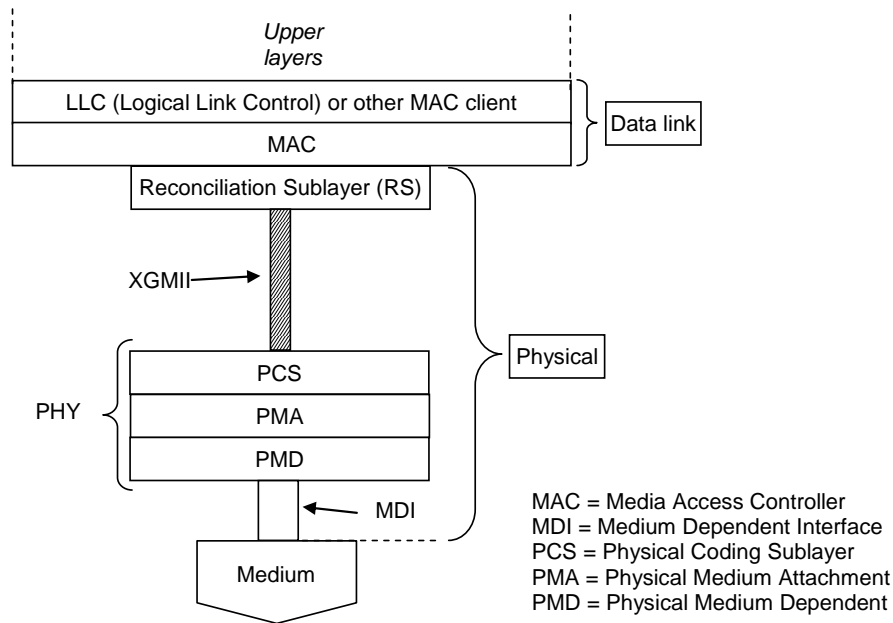 Upper
layers
LLC (Logical Link Control) or other MAC client
MAC
Data link
Reconciliation Sublayer (RS)
XGMII
Physical
PCS
PHY
PMA
PMD
MDI
Medium
MAC = Media Access Controller
MDI = Medium Dependent Interface
PCS = Physical Coding Sublayer
PMA = Physical Medium Attachment
PMD = Physical Medium Dependent